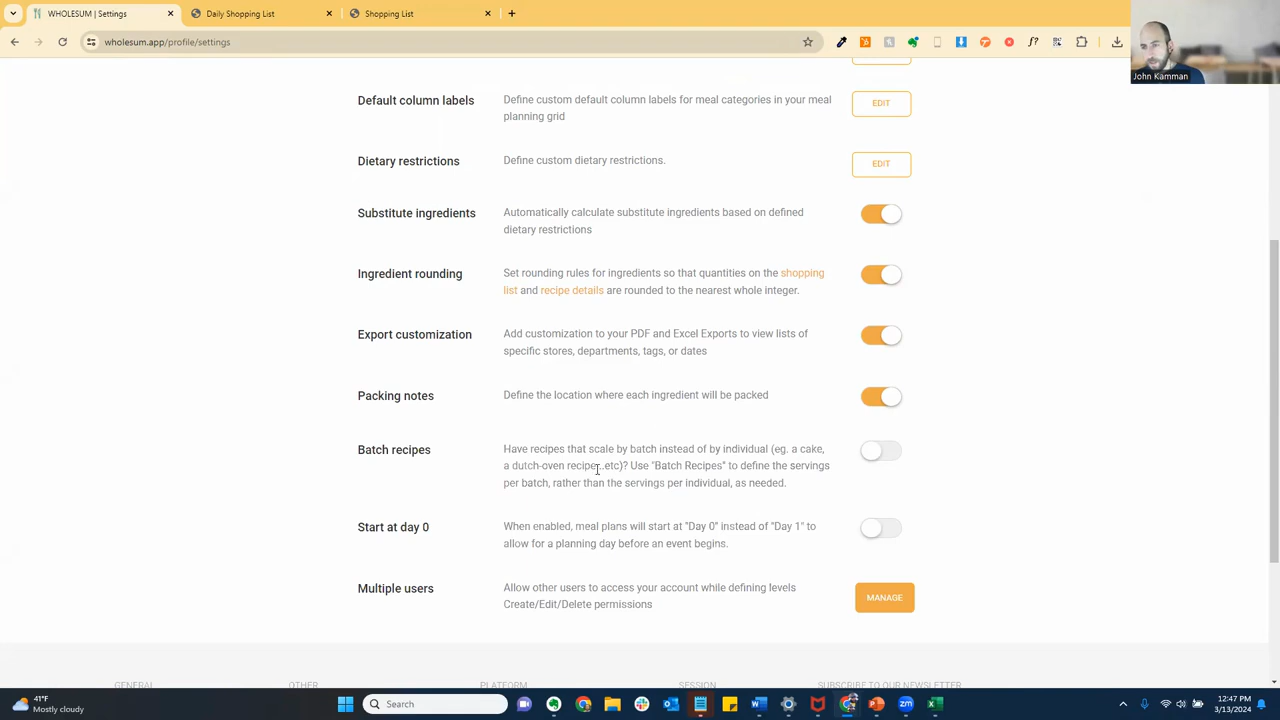 WHOLESUM | Settings
Daily Shopping List
Shopping List
wholesum.app/profile/settings
John Kamman
Default column labels
Define custom default column labels for meal categories in your meal
planning grid
EDIT
Dietary restrictions
Define custom dietary restrictions.
EDIT
Substitute ingredients
Automatically calculate substitute ingredients based on defined
dietary restrictions
Ingredient rounding
Set rounding rules for ingredients so that quantities on the shopping
list and recipe details are rounded to the nearest whole integer.
Export customization
Add customization to your PDF and Excel Exports to view lists of
specific stores, departments, tags, or dates
Packing notes
Define the location where each ingredient will be packed
Batch recipes
Have recipes that scale by batch instead of by individual (eg. a cake,
a dutch-oven recipe...etc)? Use "Batch Recipes" to define the servings
per batch, rather than the servings per individual, as needed.
Start at day 0
When enabled, meal plans will start at "Day 0" instead of "Day 1" to
allow for a planning day before an event begins.
Multiple users
Allow other users to access your account while defining levels
Create/Edit/Delete permissions
MANAGE
GENERAL
OTHER
PLATFORM
SESSION
SUBSCRIBE TO OUR NEWSLETTER
41°F
Mostly cloudy
Search
12:47 PM
3/13/2024